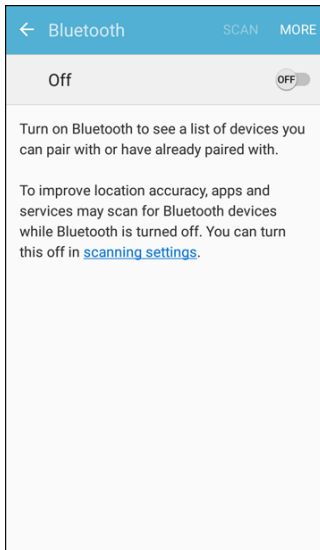 Bluetooth SCAN MORE
Off OFF
Turn on Bluetooth to see a list of devices you
can pair with or have already paired with.
To improve location accuracy, apps and
services may scan for Bluetooth devices
while Bluetooth is turned off. You can turn
this off in scanning settings.